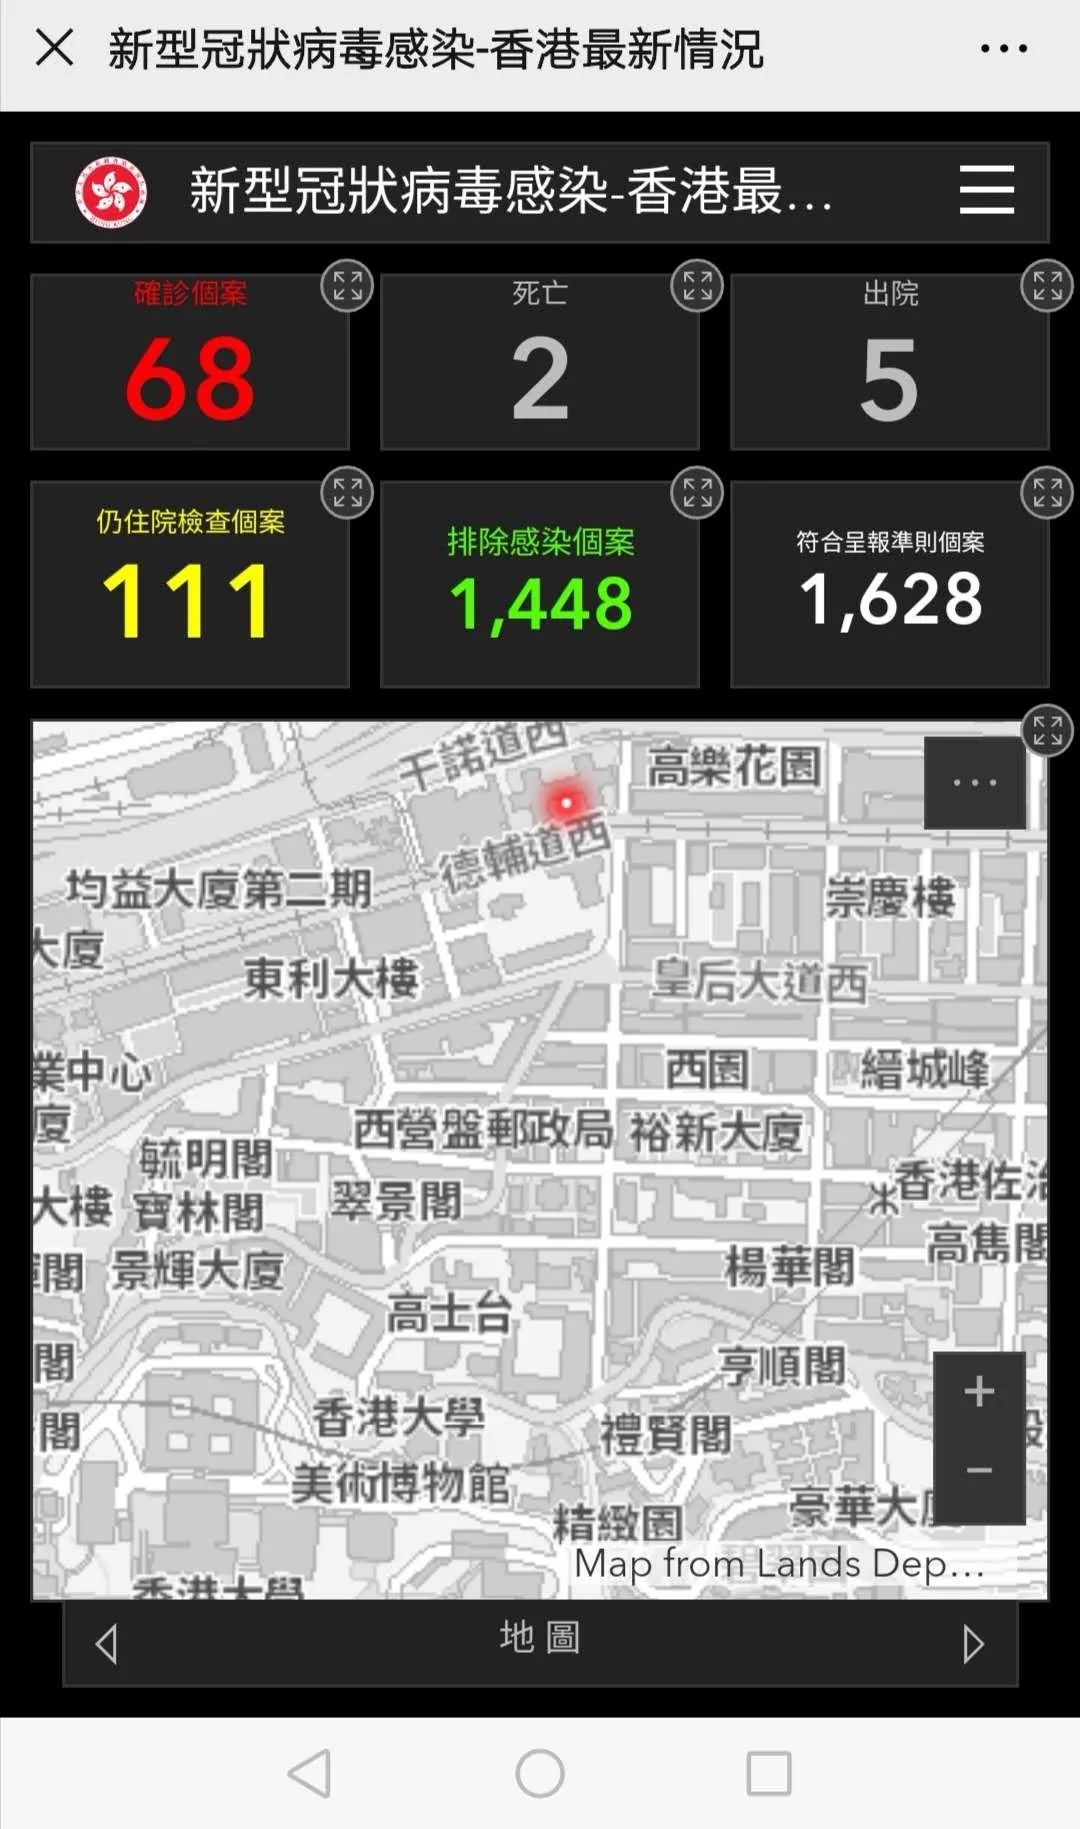 新型冠狀病毒感染-香港最新情況
新型冠狀病毒感染-香港最...
確診個案
68
死亡
2
出院
5
仍住院檢查個案
111
排除感染個案
1,448
符合呈報準則個案
1,628
干諾道西
高樂花園
德輔道西
均益大廈第二期
崇慶樓
大廈
東利大樓
皇后大道西
業中心
西園
縉城峰
廈
西營盤郵政局
裕新大廈
毓明閣
香港佐治
大樓
寶林閣
翠景閣
高雋閣
閣
景輝大廈
楊華閣
高士台
閣
亨順閣
香港大學
美術博物館
禮賢閣
閣
精緻園
豪華大廈
香港大學
Map from Lands Dep...
地圖